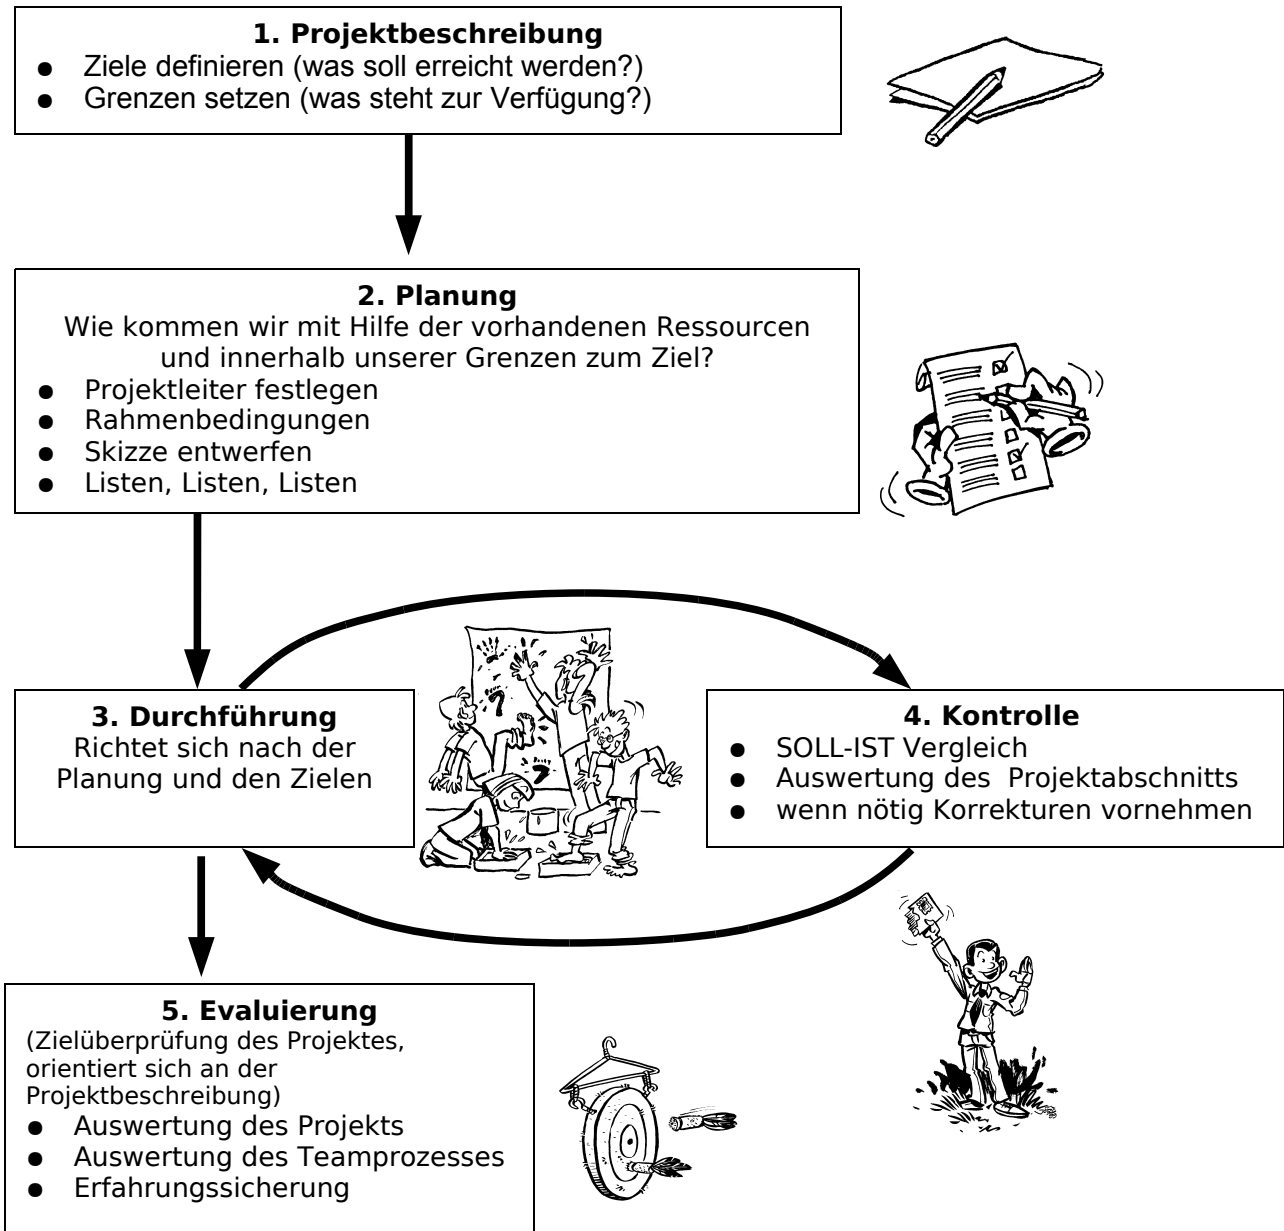 1. Projektbeschreibung
● Ziele definieren (was soll erreicht werden?)
● Grenzen setzen (was steht zur Verfügung?)
2. Planung
Wie kommen wir mit Hilfe der vorhandenen Ressourcen
und innerhalb unserer Grenzen zum Ziel?
● Projektleiter festlegen
● Rahmenbedingungen
● Skizze entwerfen
● Listen, Listen, Listen
3. Durchführung
Richtet sich nach der
Planung und den Zielen
4. Kontrolle
● SOLL-IST Vergleich
● Auswertung des  Projektabschnitts
● wenn nötig Korrekturen vornehmen
5. Evaluierung
(Zielüberprüfung des Projektes,
orientiert sich an der
Projektbeschreibung)
● Auswertung des Projekts
● Auswertung des Teamprozesses
● Erfahrungssicherung